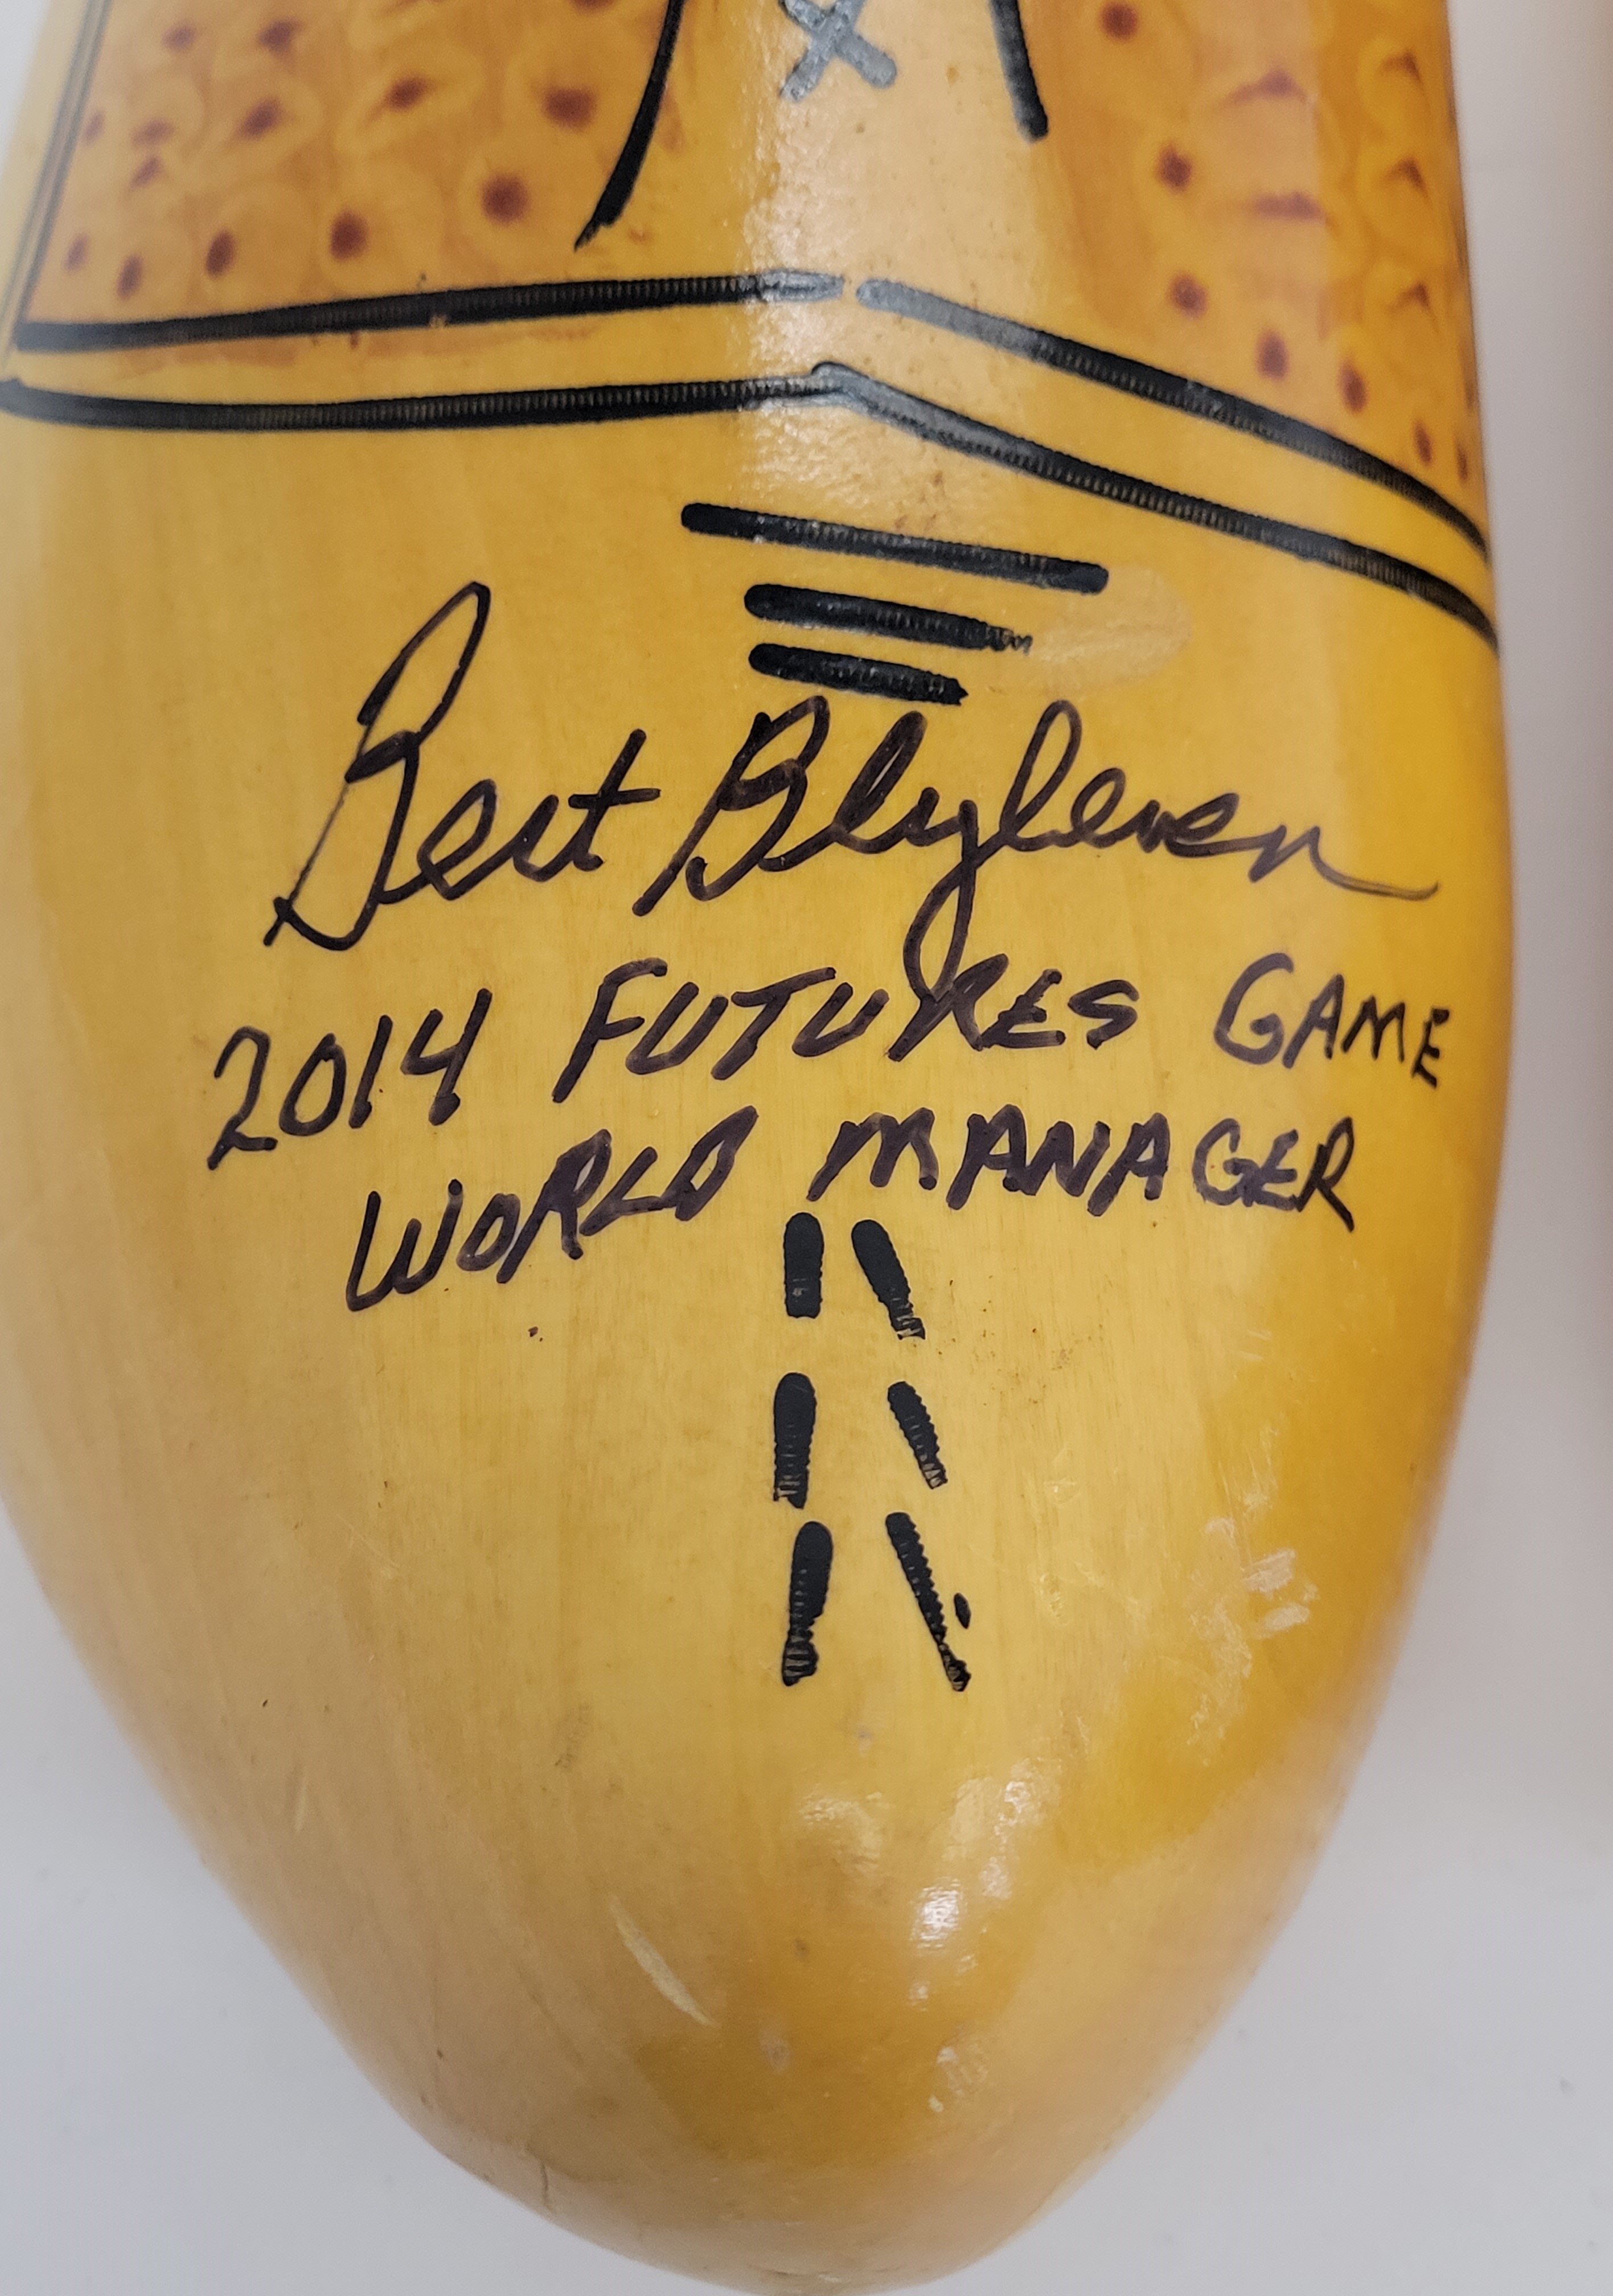 Bert Blyleven
2014 FUTURES GAME
WORLD MANAGER